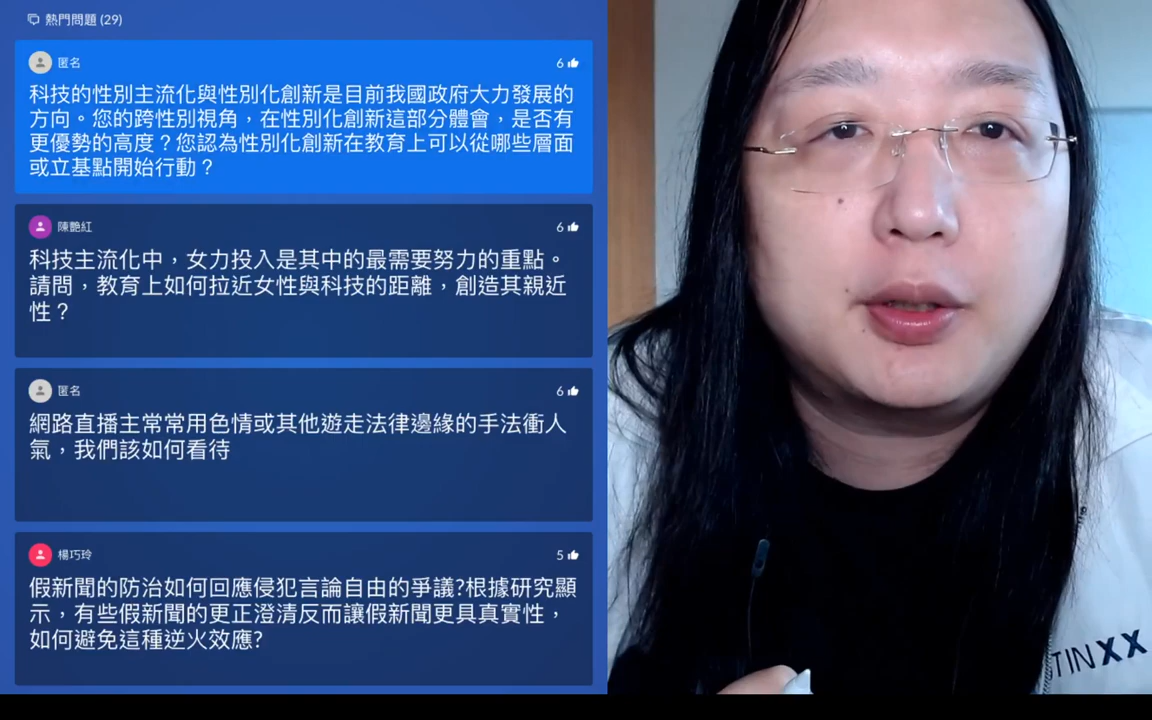 熱門問題 (29)
匿名
6
科技的性別主流化與性別化創新是目前我國政府大力發展的
方向。您的跨性別視角，在性別化創新這部分體會，是否有
更優勢的高度？您認為性別化創新在教育上可以從哪些層面
或立基點開始行動？
陳艷紅
6
科技主流化中，女力投入是其中的最需要努力的重點。
請問，教育上如何拉近女性與科技的距離，創造其親近
性？
匿名
6
網路直播主常常用色情或其他遊走法律邊緣的手法衝人
氣，我們該如何看待
楊巧玲
5
假新聞的防治如何回應侵犯言論自由的爭議?根據研究顯
示，有些假新聞的更正澄清反而讓假新聞更具真實性，
如何避免這種逆火效應?
TINXX